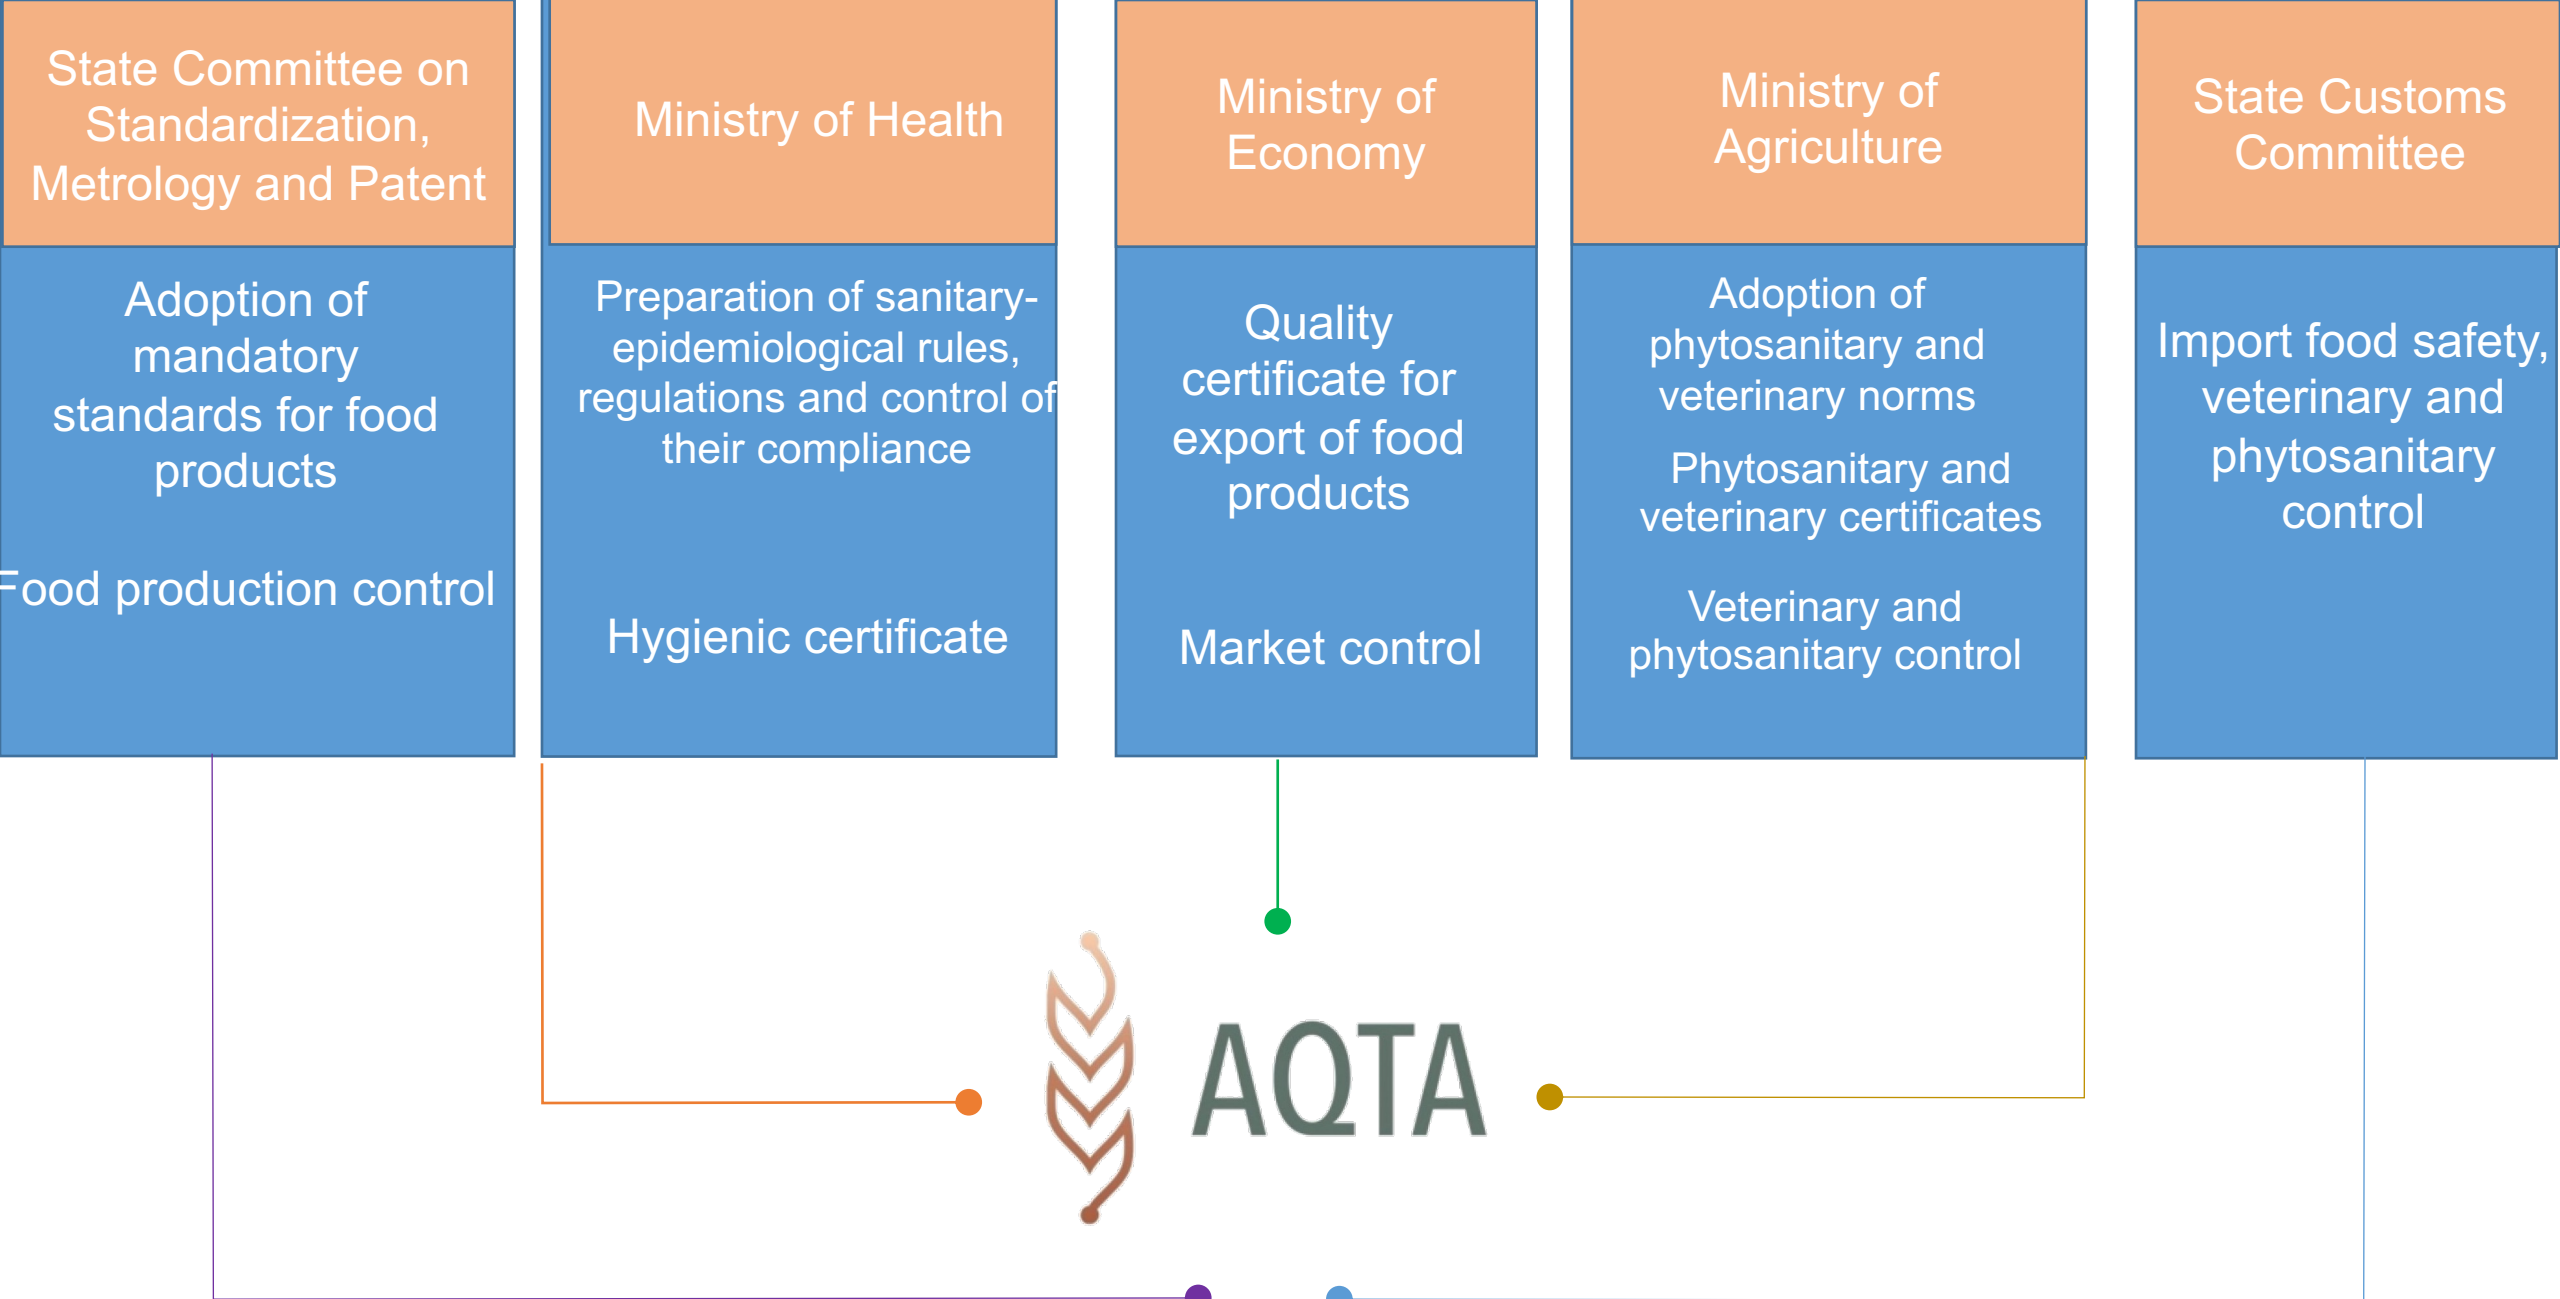 State Committee on
Standardization,
Metrology and Patent
Adoption of
mandatory
standards for food
products
Food production control
Ministry of Health
Preparation of sanitary-
epidemiological rules,
regulations and control of
their compliance
Hygienic certificate
Ministry of
Economy
Quality
certificate for
export of food
products
Market control
Ministry of
Agriculture
Adoption of
phytosanitary and
veterinary norms
Phytosanitary and
veterinary certificates
Veterinary and
phytosanitary control
State Customs
Committee
Import food safety,
veterinary and
phytosanitary
control
AQTA